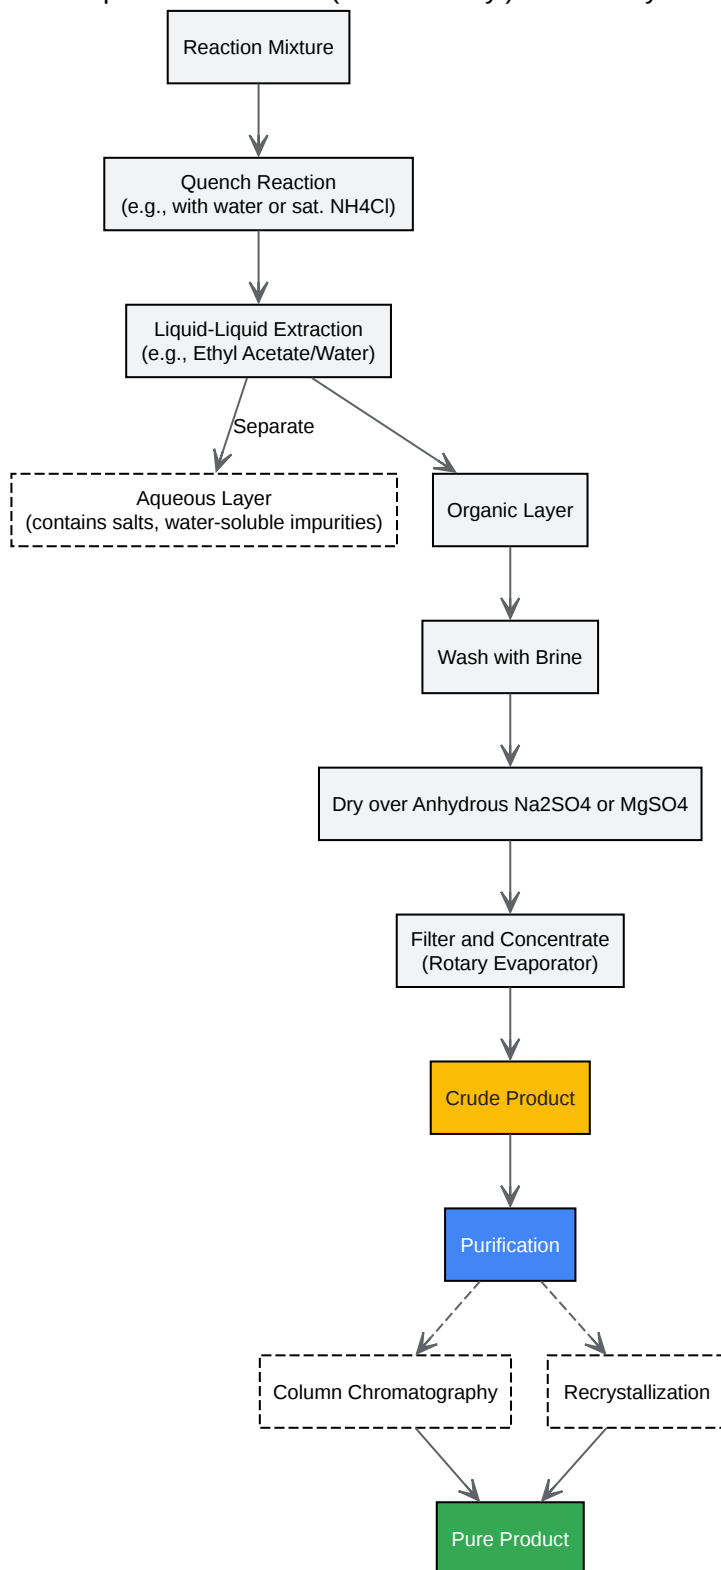 Reaction Mixture
Quench Reaction
(e.g., with water or sat. NH4Cl)
Liquid-Liquid Extraction
(e.g., Ethyl Acetate/Water)
Separate
Aqueous Layer
(contains salts, water-soluble impurities)
Organic Layer
Wash with Brine
Dry over Anhydrous Na2SO4 or MgSO4
Filter and Concentrate
(Rotary Evaporator)
Crude Product
Purification
Column Chromatography
Recrystallization
Pure Product